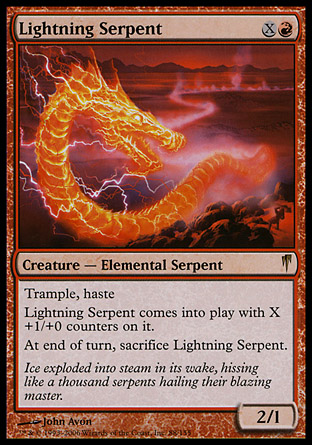 Lightning Serpent X R
Creature — Elemental Serpent
Trample, haste
Lightning Serpent comes into play with X
+1/+0 counters on it.
At end of turn, sacrifice Lightning Serpent.
Ice exploded into steam in its wake, hissing
like a thousand serpents hailing their blazing
master.
John Avon
2/1